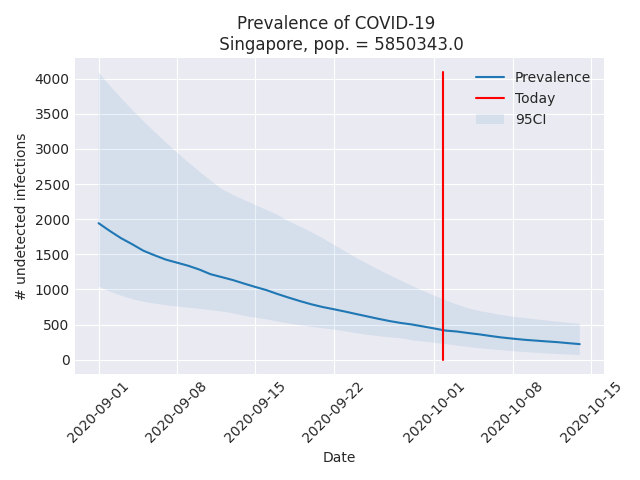 Prevalence of COVID-19
Singapore, pop. = 5850343.0
4000
3500
3000
2500
2000
1500
1000
500
0
# undetected infections
Prevalence
Today
95CI
2020-09-01
2020-09-08
2020-09-15
2020-09-22
2020-10-01
2020-10-08
2020-10-15
Date